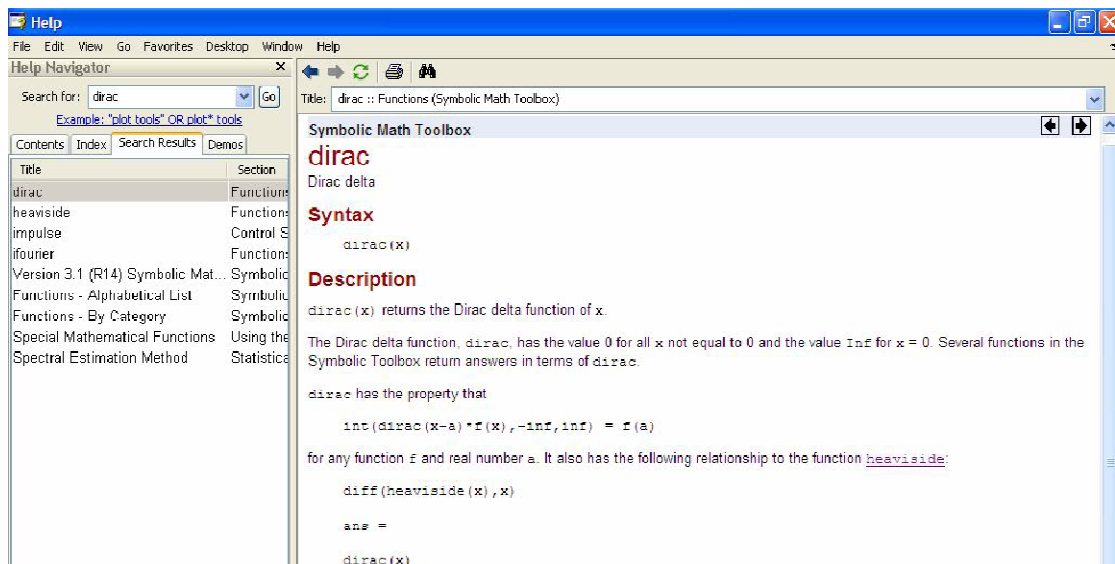 Help
File Edit View Go Favorites Desktop Window Help
Help Navigator
Search for: dirac Go
Example: "plot tools" OR plot* tools
Contents Index Search Results Demos
Title Section
dirac Function
heaviside Function
impulse Control S
ifourier Function
Version 3.1 (R14) Symbolic Mat... Symbolic
Functions - Alphabetical List Symbolic
Functions - By Category Symbolic
Special Mathematical Functions Using the
Spectral Estimation Method Statistica
Title: dirac :: Functions (Symbolic Math Toolbox)
Symbolic Math Toolbox
dirac
Dirac delta
Syntax
dirac(x)
Description
dirac(x) returns the Dirac delta function of x.
The Dirac delta function, dirac, has the value 0 for all x not equal to 0 and the value Inf for x = 0. Several functions in the
Symbolic Toolbox return answers in terms of dirac.
dirac has the property that
int(dirac(x-a)*f(x),-inf,inf) = f(a)
for any function f and real number a. It also has the following relationship to the function heaviside:
diff(heaviside(x),x)
ans =
dirac(x)